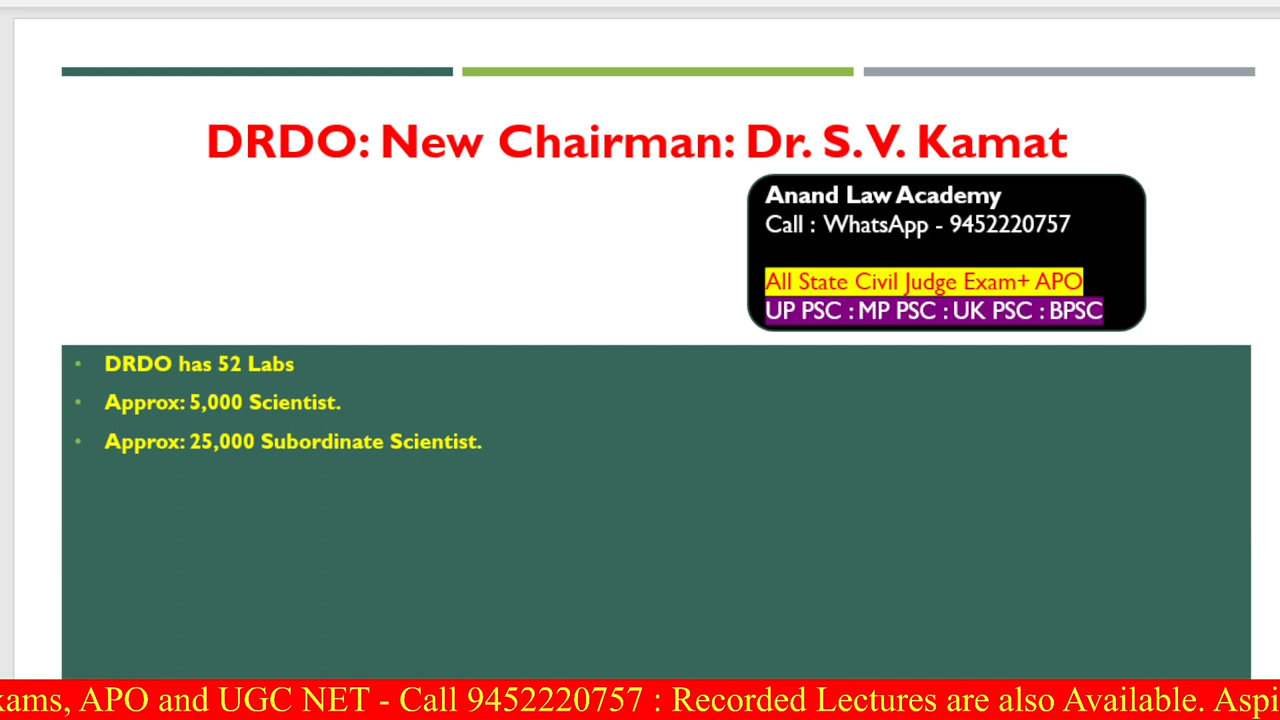 DRDO: New Chairman: Dr. S. V. Kamat
Anand Law Academy
Call : WhatsApp - 9452220757
All State Civil Judge Exam+ APO
UP PSC : MP PSC : UK PSC : BPSC
• DRDO has 52 Labs
• Approx: 5,000 Scientist.
• Approx: 25,000 Subordinate Scientist.
xams, APO and UGC NET - Call 9452220757 : Recorded Lectures are also Available. Aspi